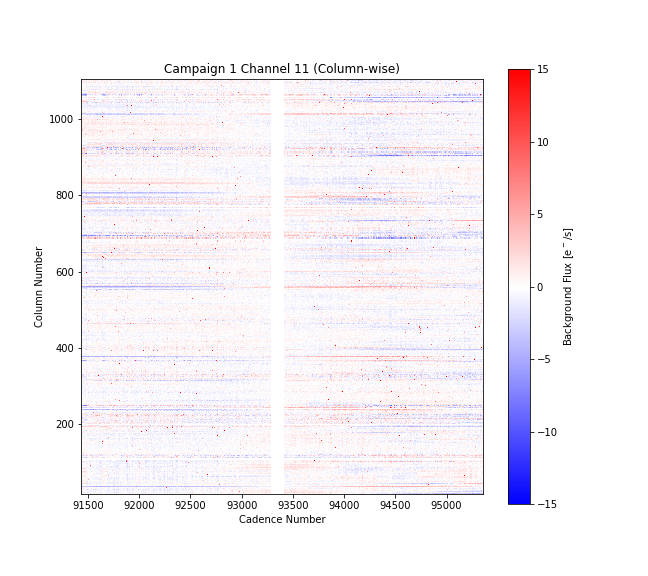 Campaign 1 Channel 11 (Column-wise)
1000
800
600
400
200
Column Number
91500 92000 92500 93000 93500 94000 94500 95000
Cadence Number
15
10
5
0
−5
−10
−15
Background Flux [e⁻/s]